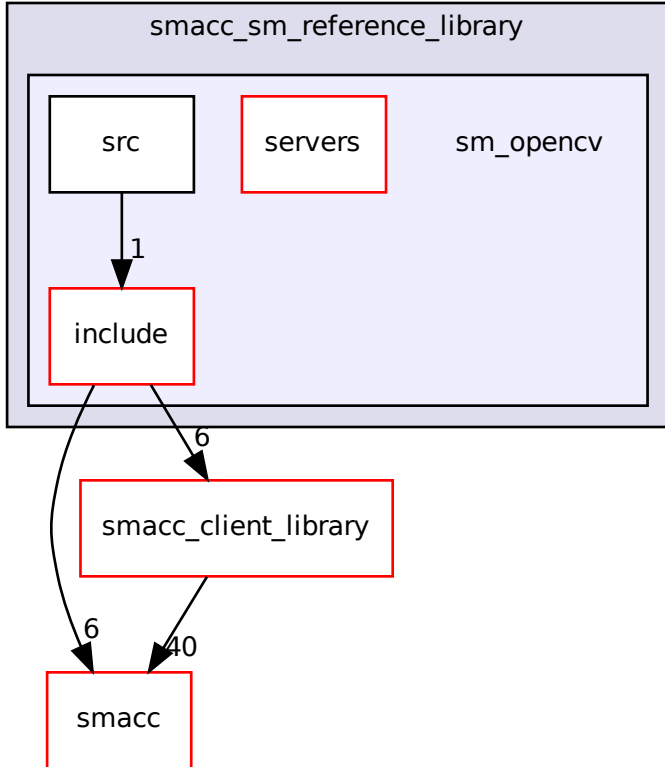 smacc_sm_reference_library
src
servers
sm_opencv
1
include
6
smacc_client_library
6
40
smacc